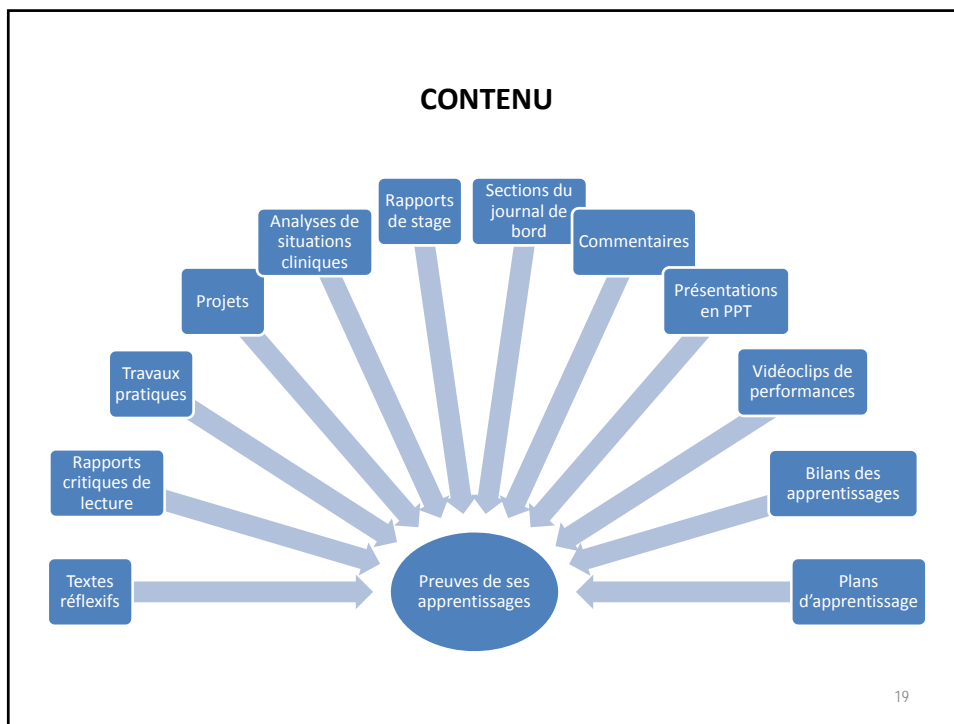 CONTENU
Textes
réflexifs
Rapports
critiques de
lecture
Travaux
pratiques
Projets
Analyses de
situations
cliniques
Rapports
de stage
Sections du
journal de
bord
Commentaires
Présentations
en PPT
Vidéoclips de
performances
Bilans des
apprentissages
Plans
d’apprentissage
Preuves de ses
apprentissages
19